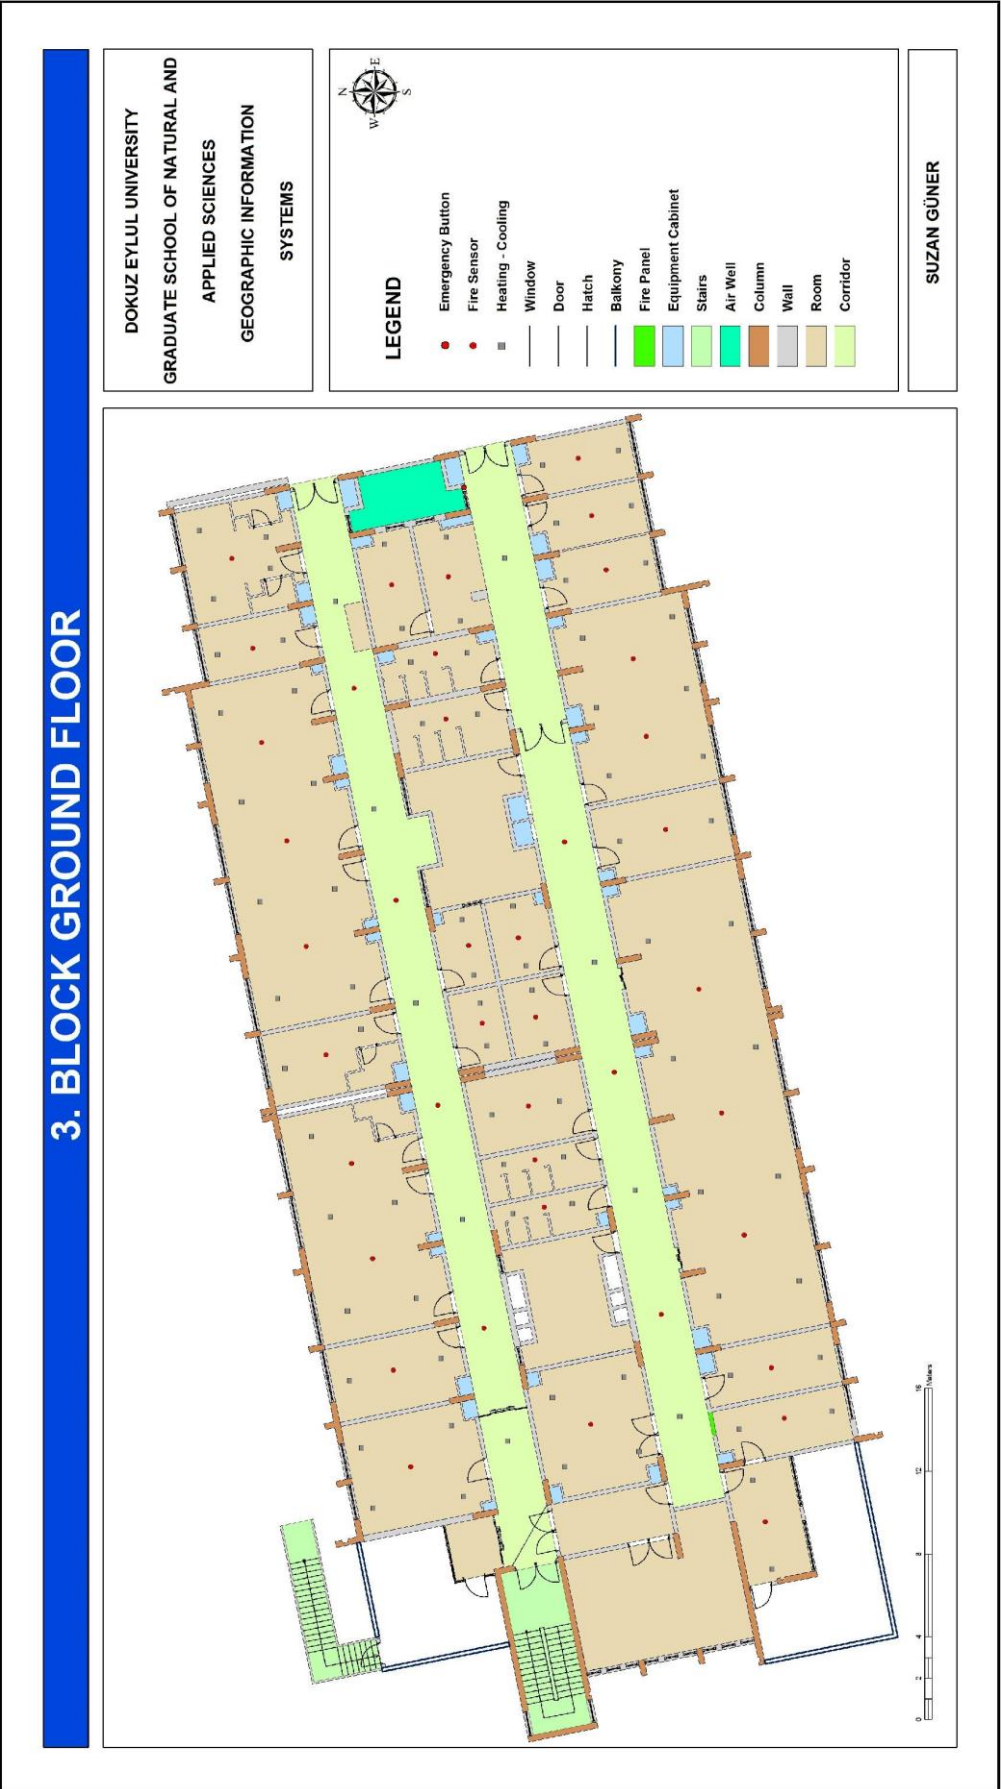 3. BLOCK GROUND FLOOR
DOKUZ EYLUL UNIVERSITY
GRADUATE SCHOOL OF NATURAL AND
APPLIED SCIENCES
GEOGRAPHIC INFORMATION
SYSTEMS
N
E
S
W
LEGEND
Emergency Button
Fire Sensor
Heating - Cooling
Window
Door
Hatch
Balkony
Fire Panel
Equipment Cabinet
Stairs
Air Well
Column
Wall
Room
Corridor
SUZAN GÜNER
0 2 4 8 12 16
Meters